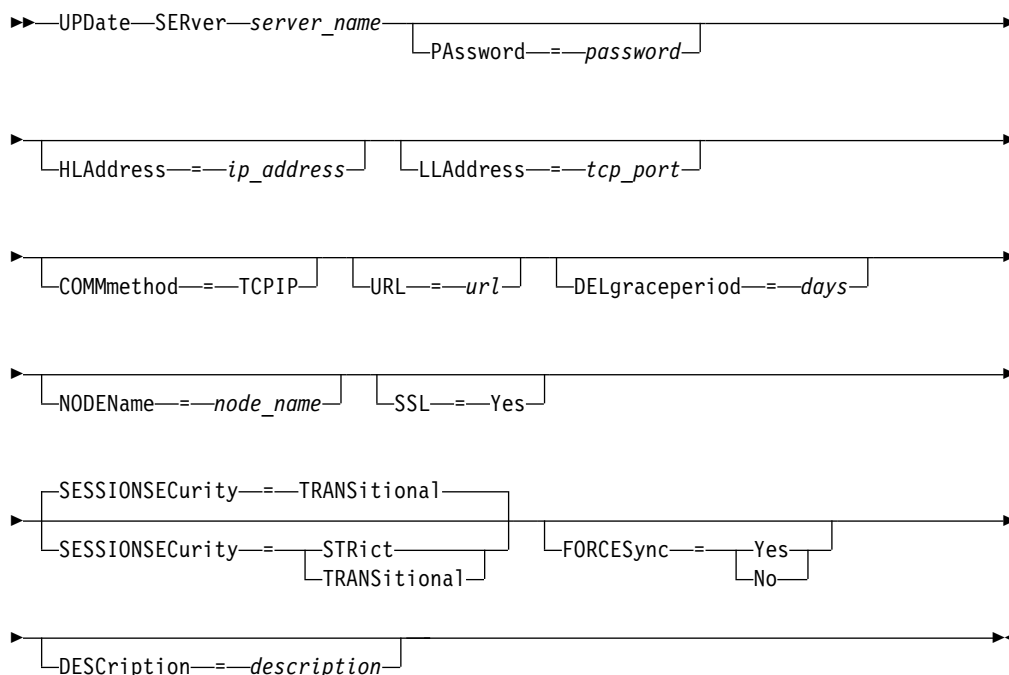 UPDate SERver server_name
PAssword = password
HLAddress = ip_address LLAddress = tcp_port
COMMmethod = TCPIP URL = url DELgraceperiod = days
NODEName = node_name SSL = Yes
SESSIONSECurity = TRANSitional
SESSIONSECurity = STRict FORCESync = Yes
TRANSitional No
DESCription = description